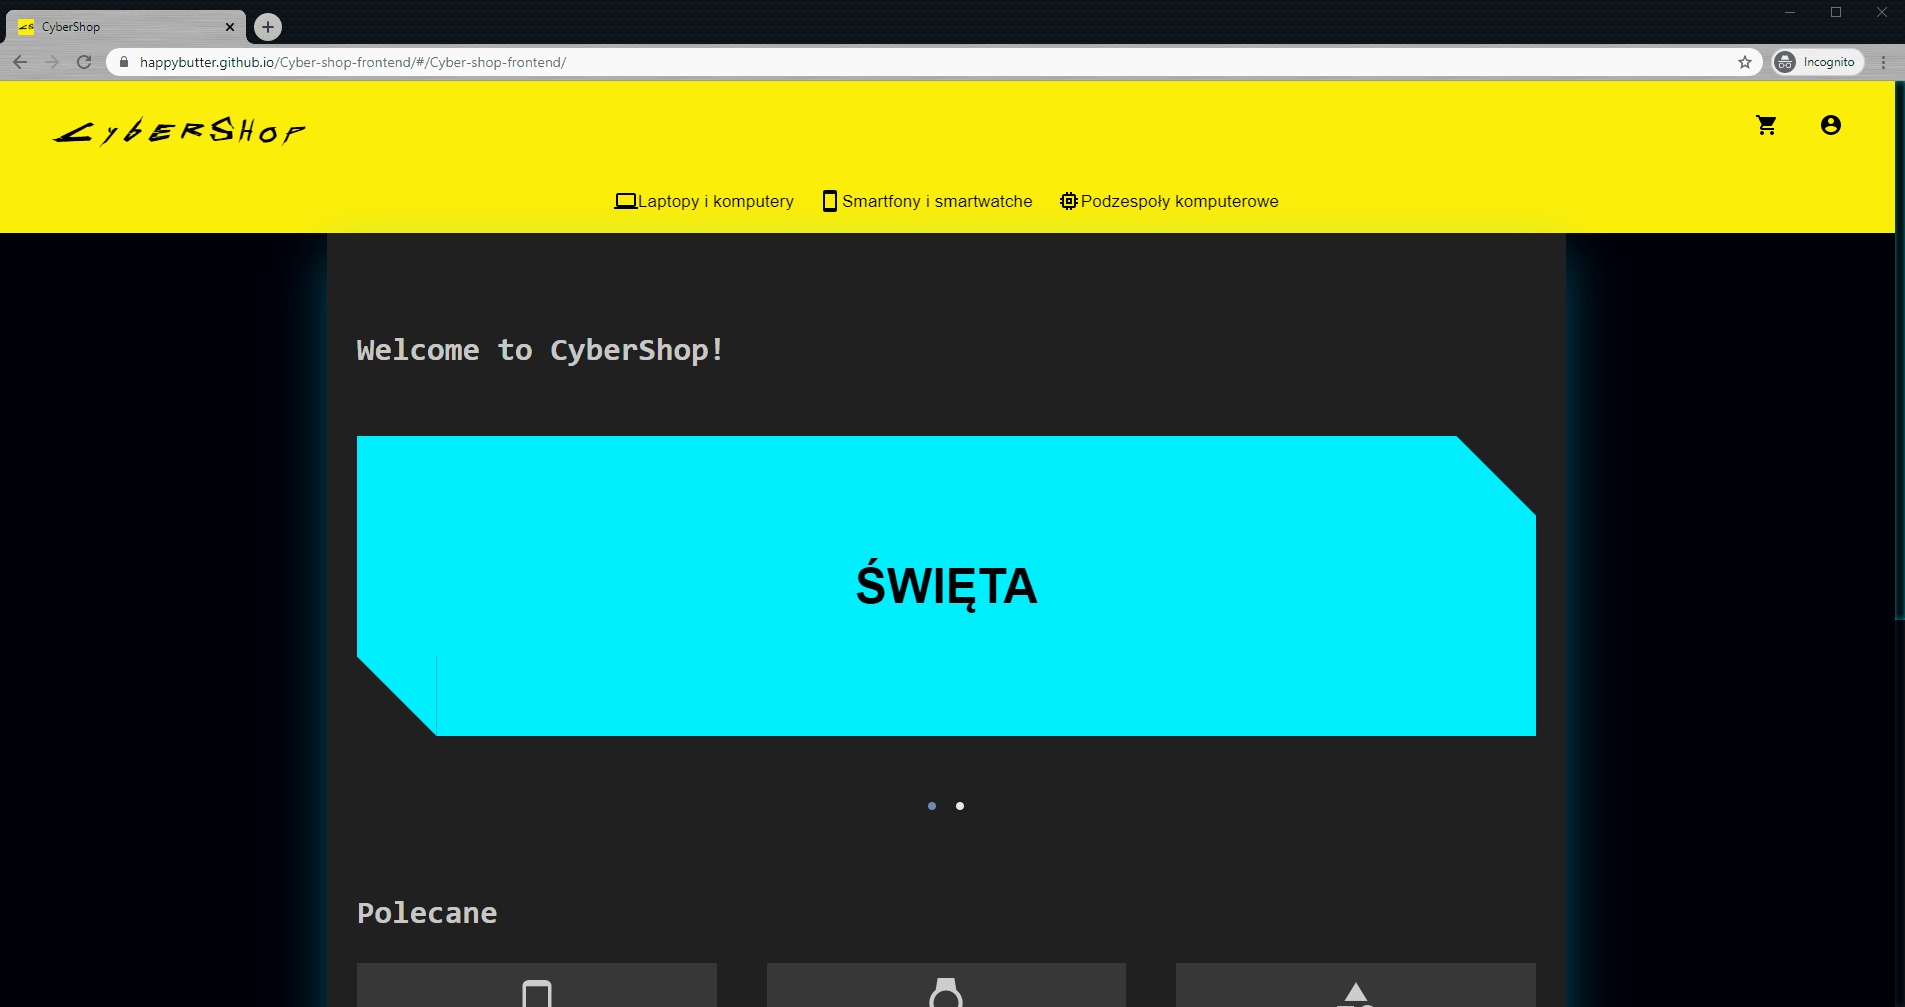 CyberShop
happybutter.github.io/Cyber-shop-frontend/#/Cyber-shop-frontend/
Incognito
CyberSHop
Laptopy i komputery
Smartfony i smartwatche
Podzespoły komputerowe
Welcome to CyberShop!
ŚWIĘTA
Polecane